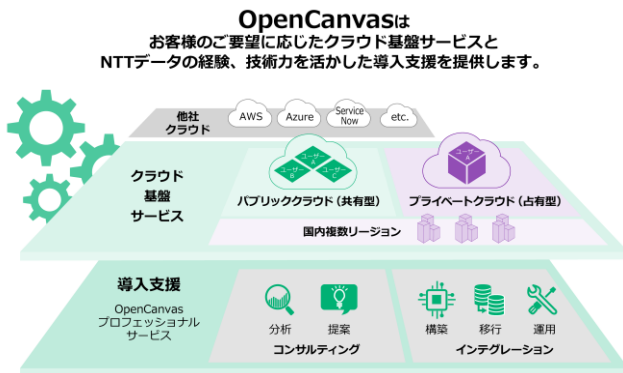 OpenCanvasは
お客様のご要望に応じたクラウド基盤サービスと
NTTデータの経験、技術力を活かした導入支援を提供します。
他社
クラウド
AWS
Azure
Service
Now
etc.
クラウド
基盤
サービス
ユーザー
A
ユーザー
B
ユーザー
C
パブリッククラウド（共有型）
ユーザー
A
プライベートクラウド（占有型）
国内複数リージョン
導入支援
OpenCanvas
プロフェッショナル
サービス
分析
提案
コンサルティング
構築
移行
運用
インテグレーション